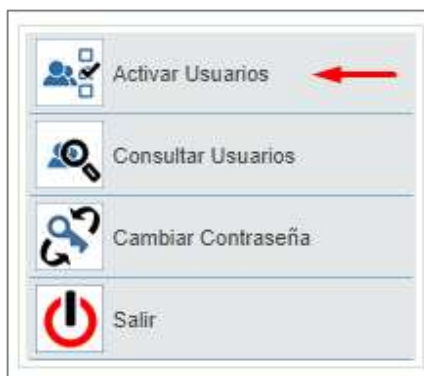 Activar Usuarios
Consultar Usuarios
Cambiar Contraseña
Salir